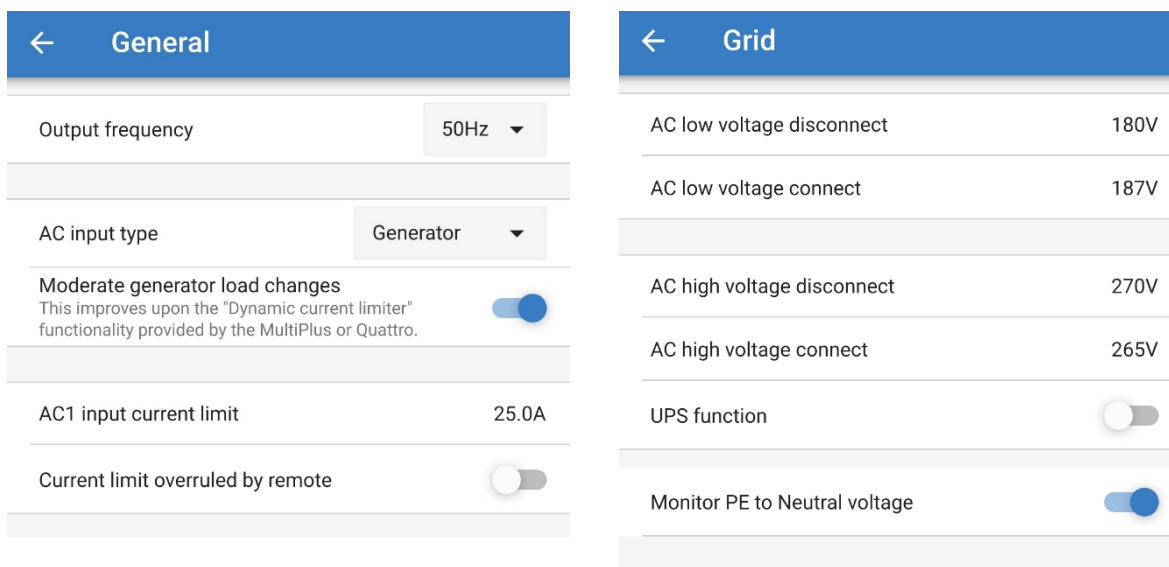 General
Output frequency 50Hz
AC input type Generator
Moderate generator load changes
This improves upon the "Dynamic current limiter"
functionality provided by the MultiPlus or Quattro.
AC1 input current limit 25.0A
Current limit overruled by remote
Grid
AC low voltage disconnect 180V
AC low voltage connect 187V
AC high voltage disconnect 270V
AC high voltage connect 265V
UPS function
Monitor PE to Neutral voltage